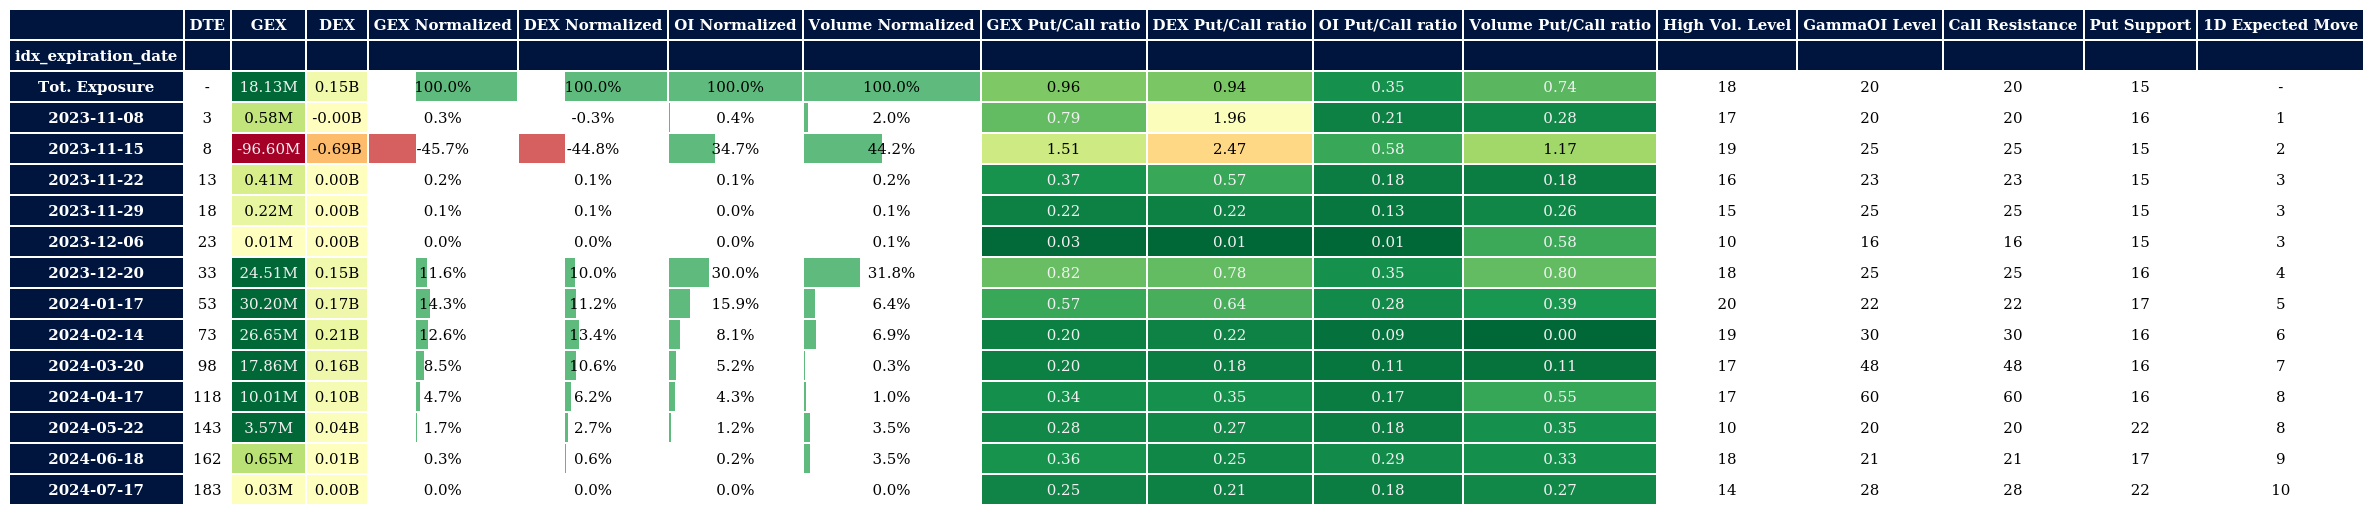 DTE GEX DEX GEX Normalized DEX Normalized OI Normalized Volume Normalized GEX Put/Call ratio DEX Put/Call ratio OI Put/Call ratio Volume Put/Call ratio High Vol. Level GammaOI Level Call Resistance Put Support 1D Expected Move
idx_expiration_date
Tot. Exposure - 18.13M 0.15B 100.0% 100.0% 100.0% 100.0% 0.96 0.94 0.35 0.74 18 20 20 15 -
2023-11-08 3 0.58M -0.00B 0.3% -0.3% 0.4% 2.0% 0.79 1.96 0.21 0.28 17 20 20 16 1
2023-11-15 8 -96.60M -0.69B -45.7% -44.8% 34.7% 44.2% 1.51 2.47 0.58 1.17 19 25 25 15 2
2023-11-22 13 0.41M 0.00B 0.2% 0.1% 0.1% 0.2% 0.37 0.57 0.18 0.18 16 23 23 15 3
2023-11-29 18 0.22M 0.00B 0.1% 0.1% 0.0% 0.1% 0.22 0.22 0.13 0.26 15 25 25 15 3
2023-12-06 23 0.01M 0.00B 0.0% 0.0% 0.0% 0.1% 0.03 0.01 0.01 0.58 10 16 16 15 3
2023-12-20 33 24.51M 0.15B 11.6% 10.0% 30.0% 31.8% 0.82 0.78 0.35 0.80 18 25 25 16 4
2024-01-17 53 30.20M 0.17B 14.3% 11.2% 15.9% 6.4% 0.57 0.64 0.28 0.39 20 22 22 17 5
2024-02-14 73 26.65M 0.21B 12.6% 13.4% 8.1% 6.9% 0.20 0.22 0.09 0.00 19 30 30 16 6
2024-03-20 98 17.86M 0.16B 8.5% 10.6% 5.2% 0.3% 0.20 0.18 0.11 0.11 17 48 48 16 7
2024-04-17 118 10.01M 0.10B 4.7% 6.2% 4.3% 1.0% 0.34 0.35 0.17 0.55 17 60 60 16 8
2024-05-22 143 3.57M 0.04B 1.7% 2.7% 1.2% 3.5% 0.28 0.27 0.18 0.35 10 20 20 22 8
2024-06-18 162 0.65M 0.01B 0.3% 0.6% 0.2% 3.5% 0.36 0.25 0.29 0.33 18 21 21 17 9
2024-07-17 183 0.03M 0.00B 0.0% 0.0% 0.0% 0.0% 0.25 0.21 0.18 0.27 14 28 28 22 10